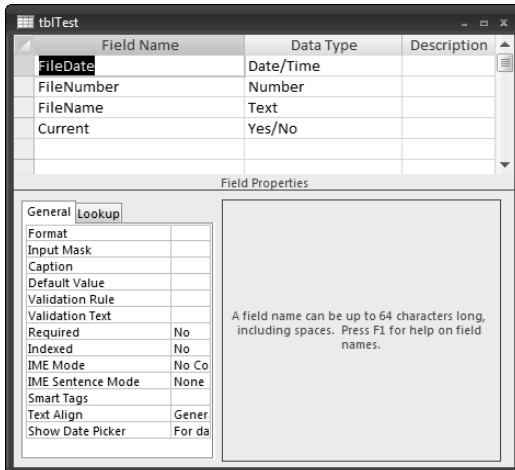 tblTest
Field Name Data Type Description
FileDate Date/Time
FileNumber Number
FileName Text
Current Yes/No
Field Properties
General Lookup
Format
Input Mask
Caption
Default Value
Validation Rule
Validation Text
Required No
Indexed No
IME Mode No Co
IME Sentence Mode None
Smart Tags
Text Align Gener
Show Date Picker For da
A field name can be up to 64 characters long,
including spaces. Press F1 for help on field
names.